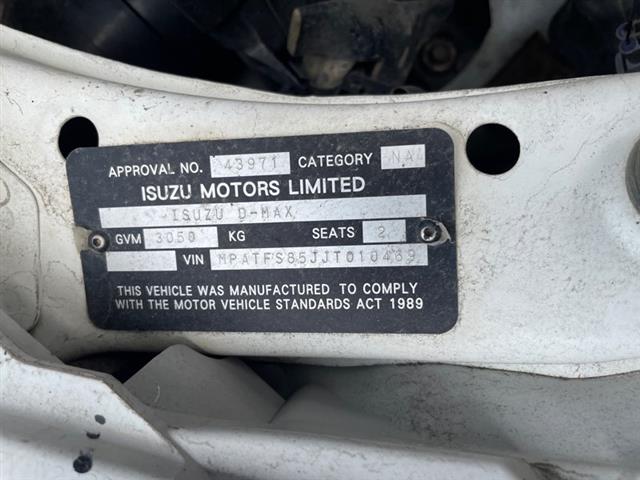 APPROVAL NO. 43971 CATEGORY NA
ISUZU MOTORS LIMITED
ISUZU D-MAX
GVM 3050 KG SEATS 2
VIN MPATFS85JJT010469
THIS VEHICLE WAS MANUFACTURED TO COMPLY
WITH THE MOTOR VEHICLE STANDARDS ACT 1989